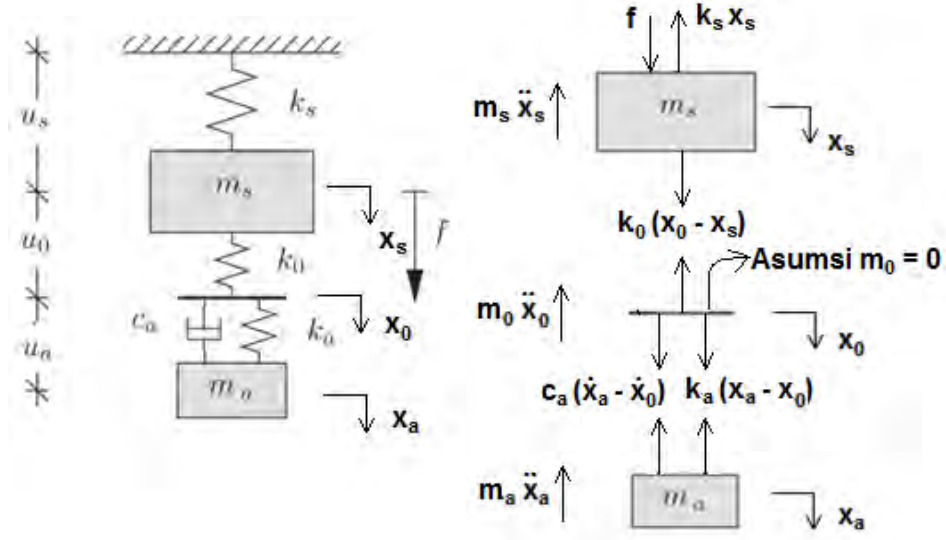 u_s
k_s
m_s
x_s
u_0
k_0
c_a
x_0
k_a
u_a
m_a
x_a
f k_s x_s
m_s ẍ_s
m_s
x_s
k_0 (x_0 - x_s)
Asumsi m_0 = 0
m_0 ẍ_0
x_0
c_a (ẋ_a - ẋ_0) k_a (x_a - x_0)
m_a ẍ_a
m_a
x_a